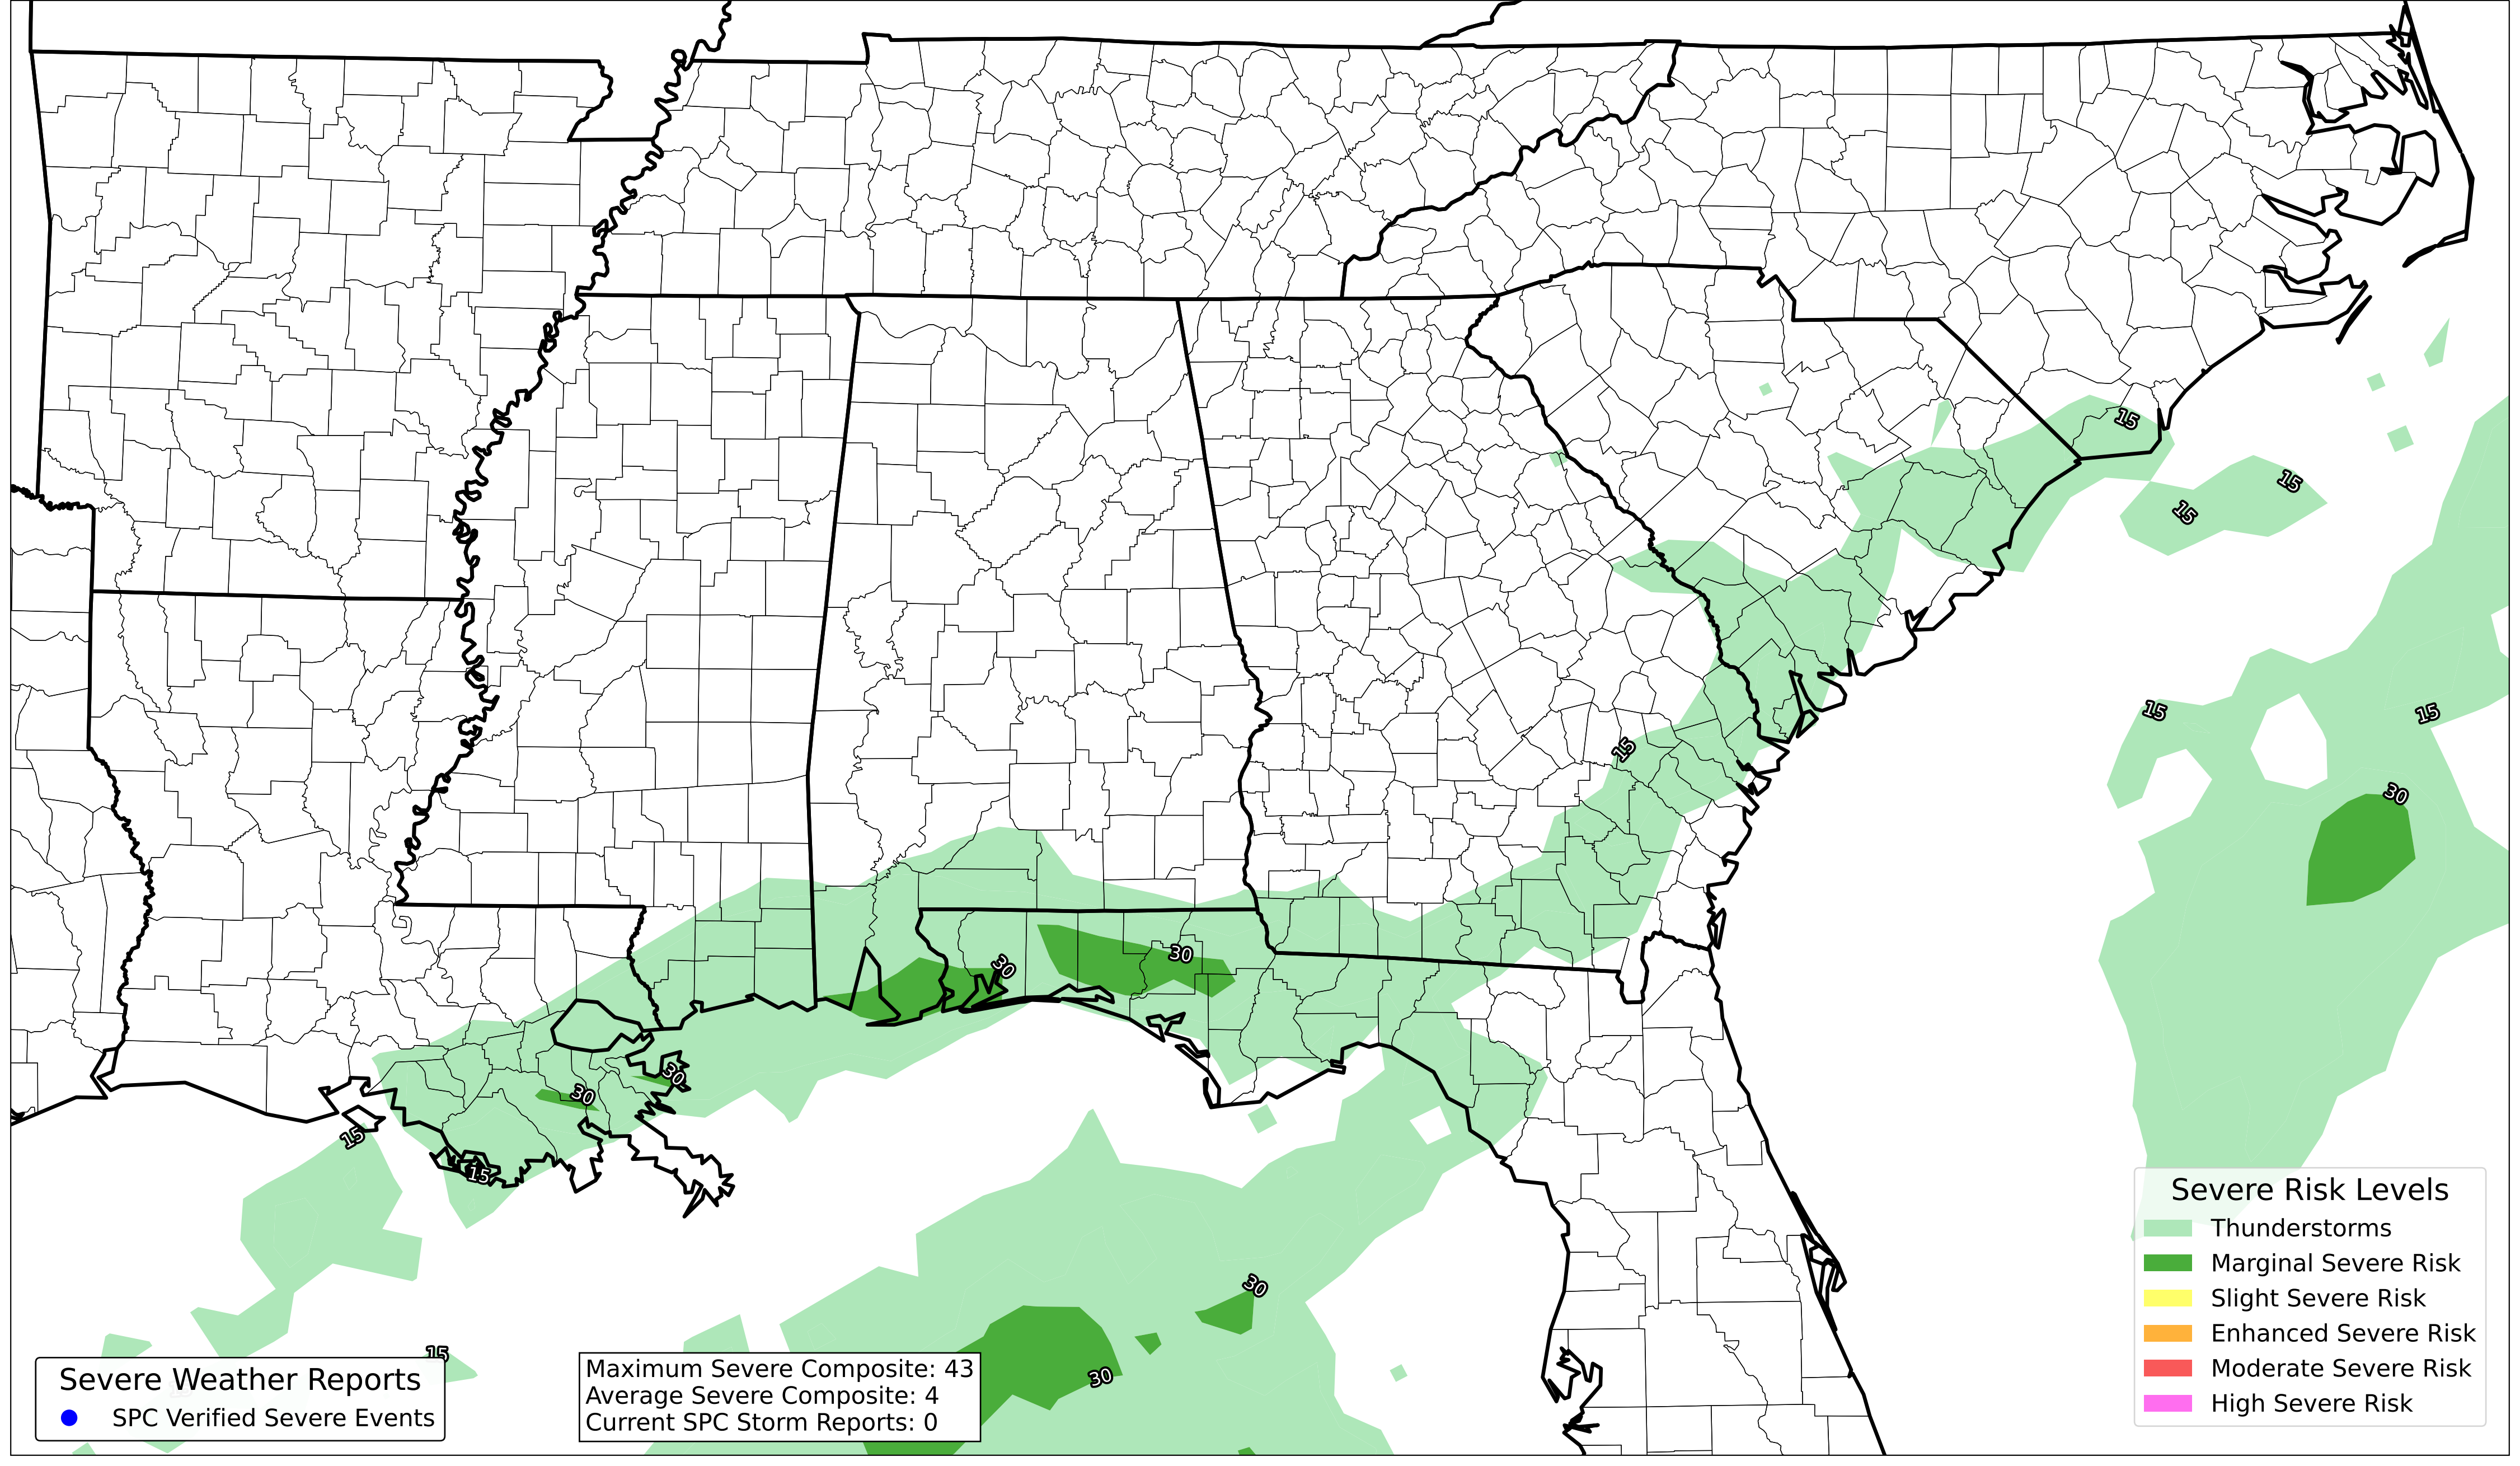 15
15
15
15
15
15
30
30
30
30
30
15
15
30
30
15
Severe Weather Reports
SPC Verified Severe Events
Maximum Severe Composite: 43
Average Severe Composite: 4
Current SPC Storm Reports: 0
Severe Risk Levels
Thunderstorms
Marginal Severe Risk
Slight Severe Risk
Enhanced Severe Risk
Moderate Severe Risk
High Severe Risk